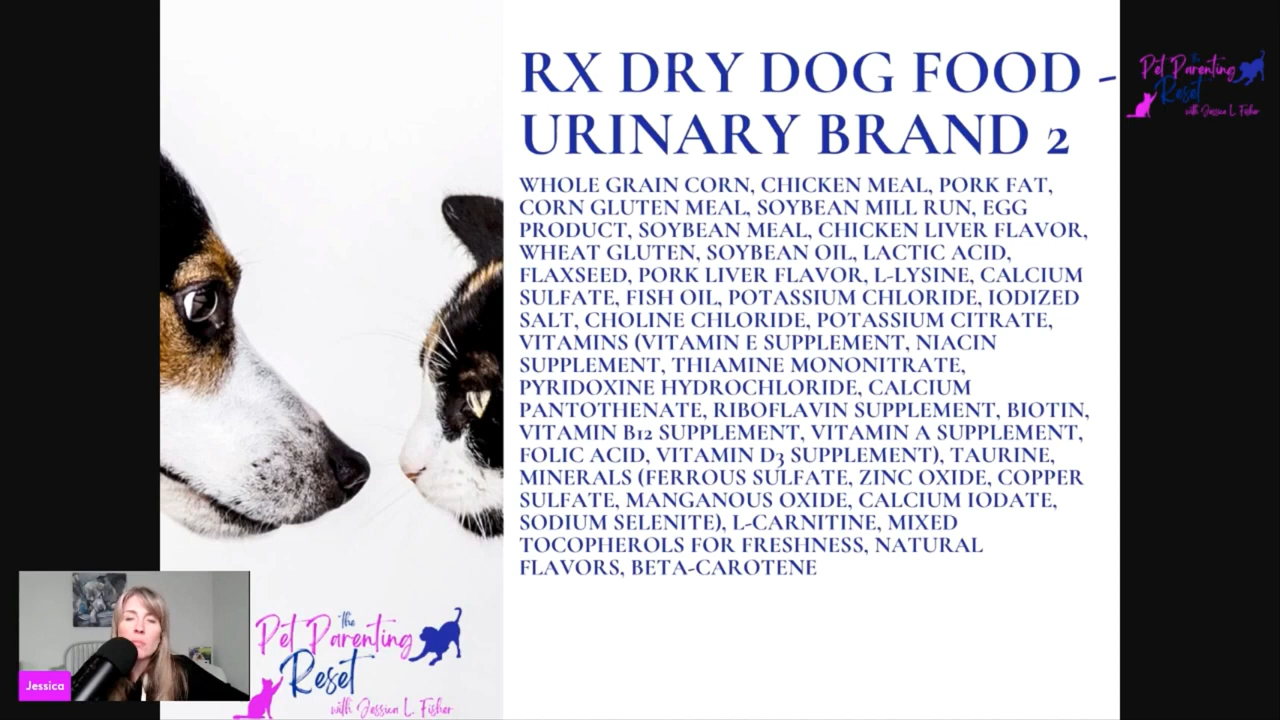 RX DRY DOG FOOD -
URINARY BRAND 2
WHOLE GRAIN CORN, CHICKEN MEAL, PORK FAT,
CORN GLUTEN MEAL, SOYBEAN MILL RUN, EGG
PRODUCT, SOYBEAN MEAL, CHICKEN LIVER FLAVOR,
WHEAT GLUTEN, SOYBEAN OIL, LACTIC ACID,
FLAXSEED, PORK LIVER FLAVOR, L-LYSINE, CALCIUM
SULFATE, FISH OIL, POTASSIUM CHLORIDE, IODIZED
SALT, CHOLINE CHLORIDE, POTASSIUM CITRATE,
VITAMINS (VITAMIN E SUPPLEMENT, NIACIN
SUPPLEMENT, THIAMINE MONONITRATE,
PYRIDOXINE HYDROCHLORIDE, CALCIUM
PANTOTHENATE, RIBOFLAVIN SUPPLEMENT, BIOTIN,
VITAMIN B12 SUPPLEMENT, VITAMIN A SUPPLEMENT,
FOLIC ACID, VITAMIN D3 SUPPLEMENT), TAURINE,
MINERALS (FERROUS SULFATE, ZINC OXIDE, COPPER
SULFATE, MANGANOUS OXIDE, CALCIUM IODATE,
SODIUM SELENITE), L-CARNITINE, MIXED
TOCOPHEROLS FOR FRESHNESS, NATURAL
FLAVORS, BETA-CAROTENE
the
Pet Parenting
Reset
with Jessica L. Fisher
the
Pet Parenting
Reset
with Jessica L. Fisher
Jessica